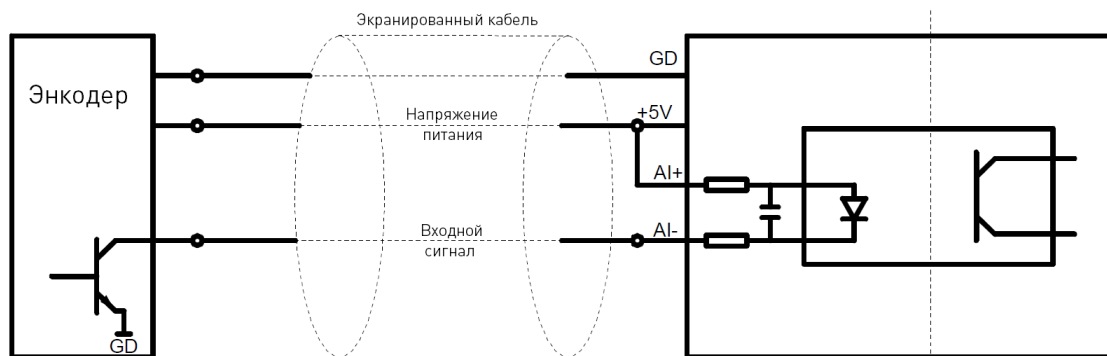 Экранированный кабель
GD
Энкодер
+5V
Напряжение
питания
AI+
AI-
Входной
сигнал
GD